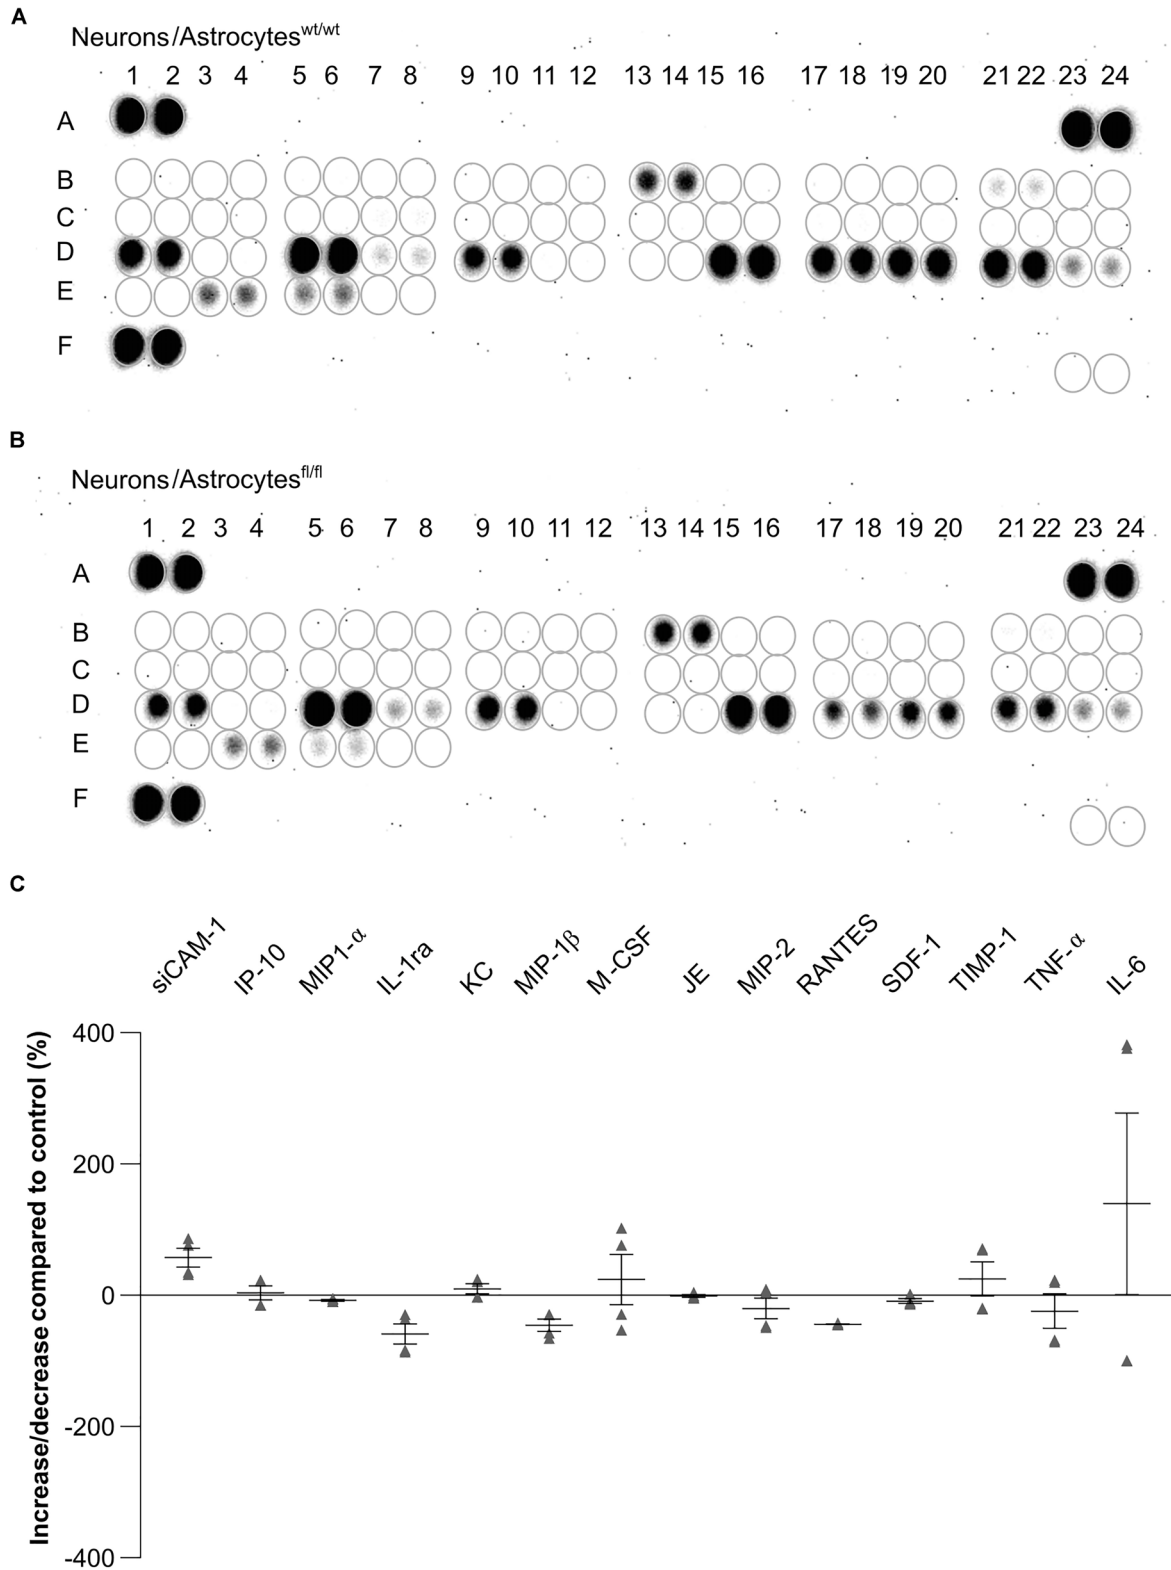 A
Neurons/Astrocytes^wt/wt
1 2 3 4 5 6 7 8 9 10 11 12 13 14 15 16 17 18 19 20 21 22 23 24
A
B
C
D
E
F
B
Neurons/Astrocytes^fl/fl
1 2 3 4 5 6 7 8 9 10 11 12 13 14 15 16 17 18 19 20 21 22 23 24
A
B
C
D
E
F
C
siCAM-1
IP-10
MIP1-α
IL-1ra
KC
MIP-1β
M-CSF
JE
MIP-2
RANTES
SDF-1
TIMP-1
TNF-α
IL-6
Increase/decrease compared to control (%)
400
200
0
-200
-400